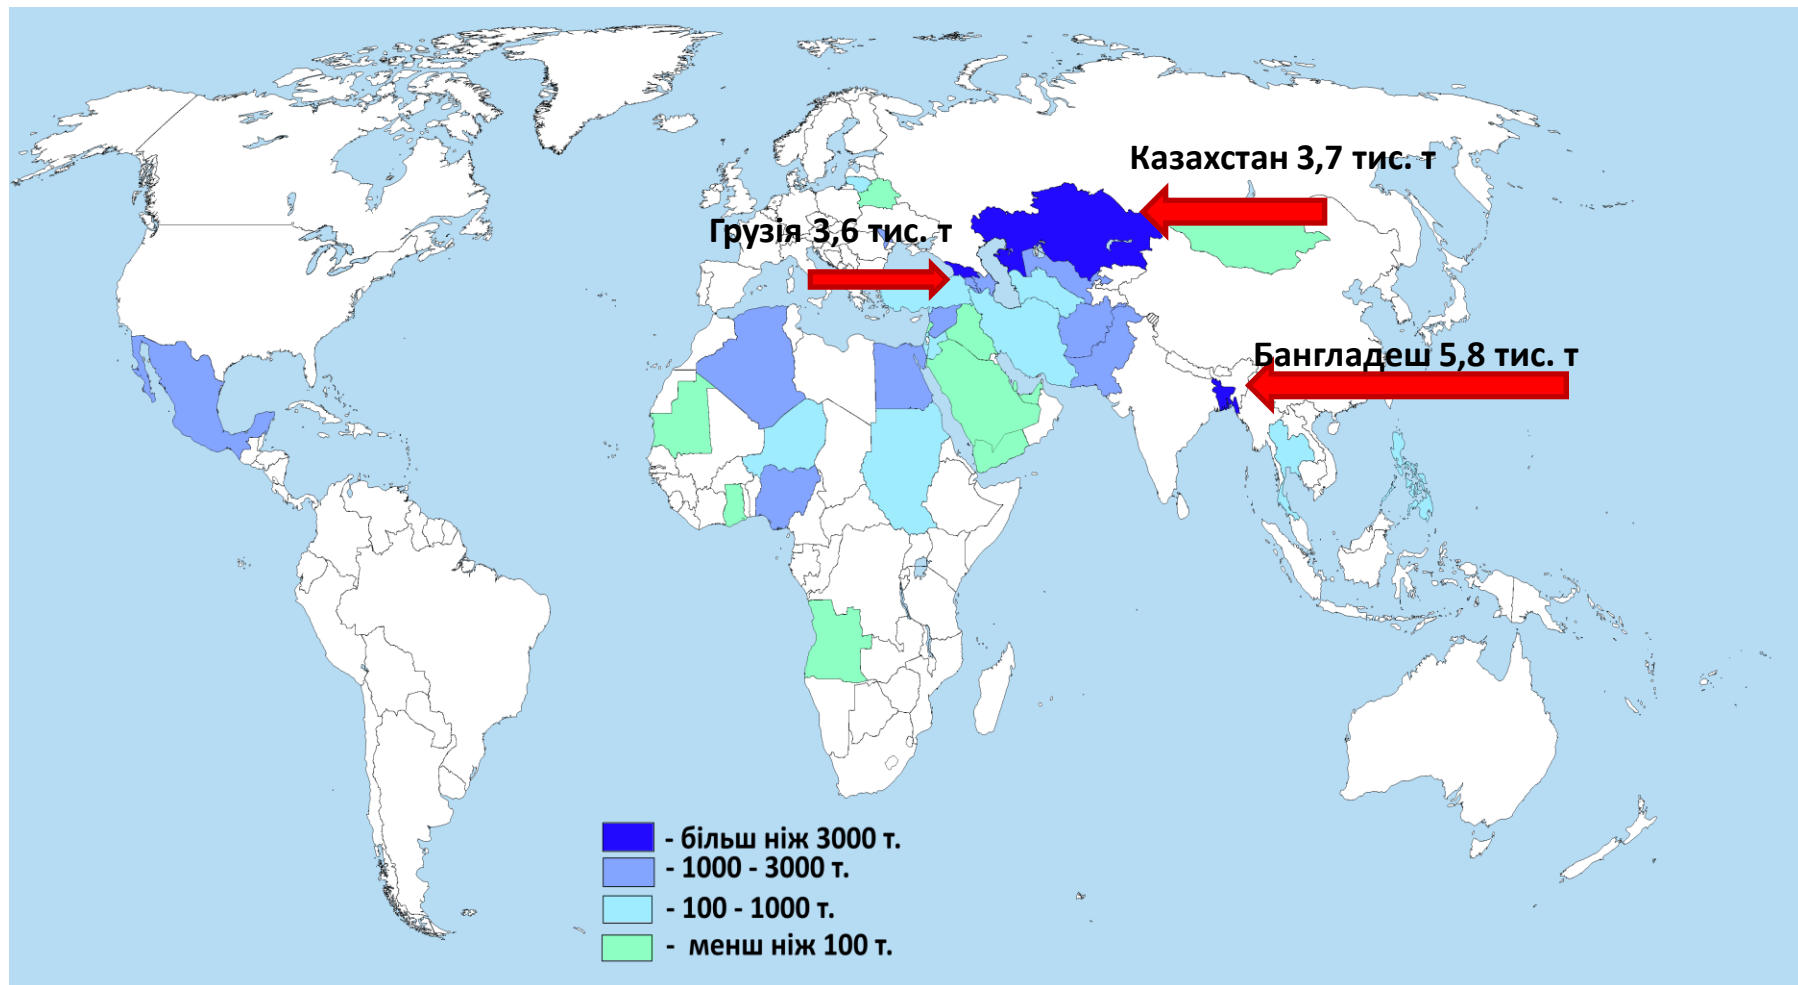 Казахстан 3,7 тис. т
Грузія 3,6 тис. т
Бангладеш 5,8 тис. т
- більш ніж 3000 т.
- 1000 - 3000 т.
- 100 - 1000 т.
- менш ніж 100 т.